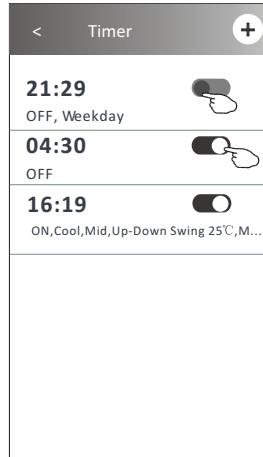 < Timer +
21:29
OFF, Weekday
04:30
OFF
16:19
ON,Cool,Mid,Up-Down Swing 25℃,M...